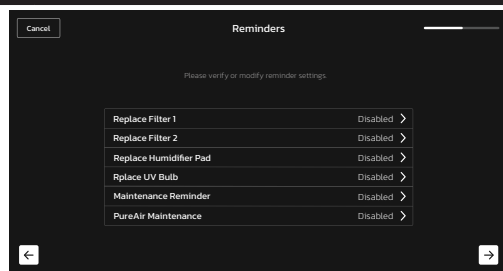 Cancel
Reminders
Please verify or modify reminder settings.
Replace Filter 1 Disabled
Replace Filter 2 Disabled
Replace Humidifier Pad Disabled
Rplace UV Bulb Disabled
Maintenance Reminder Disabled
PureAir Maintenance Disabled